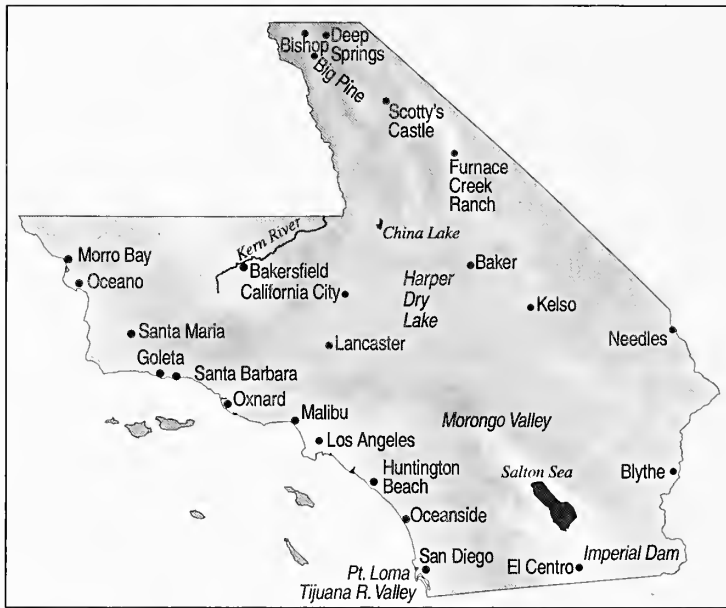 Bishop
Deep
Springs
Big Pine
Scotty's
Castle
Furnace
Creek
Ranch
Kern River
China Lake
Morro Bay
Oceano
Bakersfield
California City
Harper
Dry
Lake
Baker
Kelso
Needles
Santa Maria
Lancaster
Goleta
Santa Barbara
Oxnard
Malibu
Morongo Valley
Los Angeles
Huntington
Beach
Salton Sea
Blythe
Oceanside
San Diego
El Centro
Imperial Dam
Pt. Loma
Tijuana R. Valley